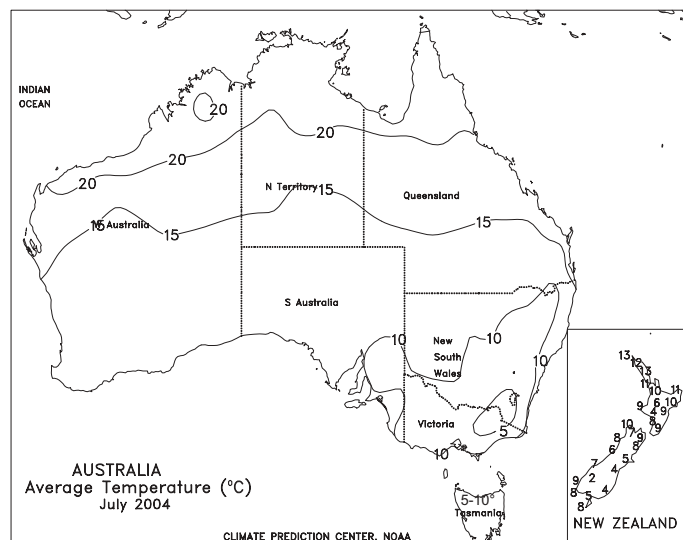 INDIAN
OCEAN
20
20
20
20
N Territory
15
Queensland
15
W Australia
15
15
S Australia
10
10
New
South
Wales
10
Victoria
5
10
5-10°
Tasmania
AUSTRALIA
Average Temperature (°C)
July 2004
CLIMATE PREDICTION CENTER, NOAA
13
12
13
11
10
11
6
10
9
4
9
8
9
10
7
8
9
8
6
5
7
4
2
9
8
5
4
8
NEW ZEALAND